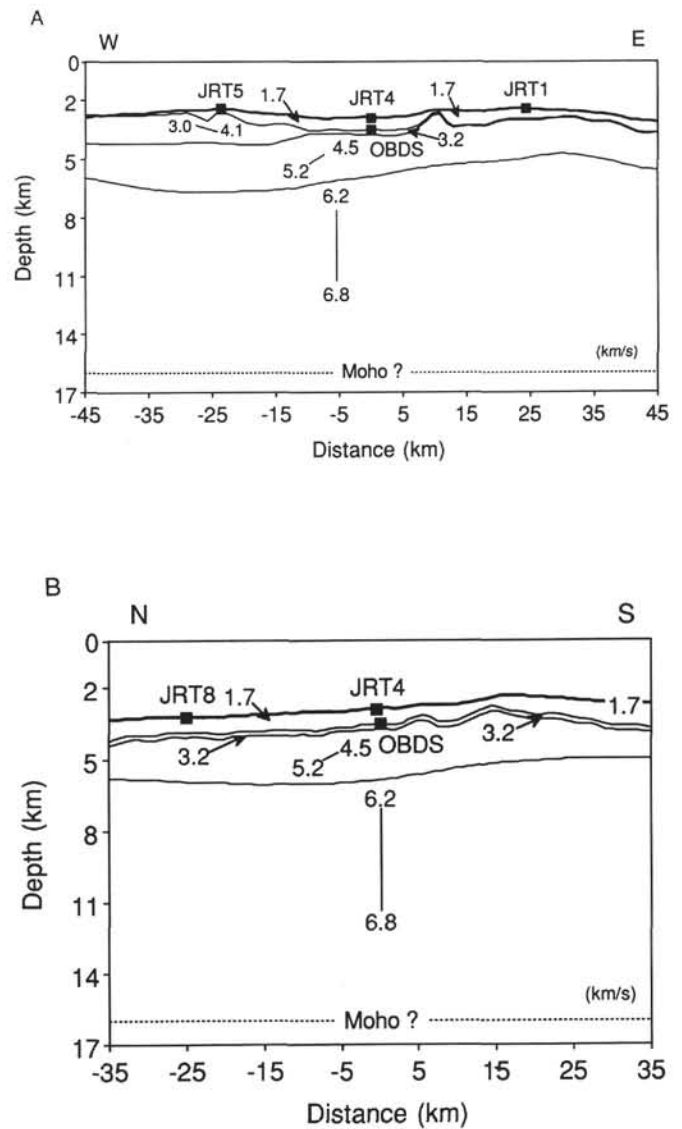 A
W E
0
JRT5 JRT4 JRT1
1.7 1.7
2
3.0 4.1
4.5 OBDS 3.2
5
5.2
6.2
8
11
6.8
14
(km/s)
Moho ?
17
-45 -35 -25 -15 -5 5 15 25 35 45
Depth (km)
Distance (km)
B
N S
0
JRT8 1.7 JRT4
2
1.7
3.2 4.5 OBDS 3.2
5
5.2
6.2
8
11
6.8
14
(km/s)
Moho ?
17
-35 -25 -15 -5 5 15 25 35
Depth (km)
Distance (km)